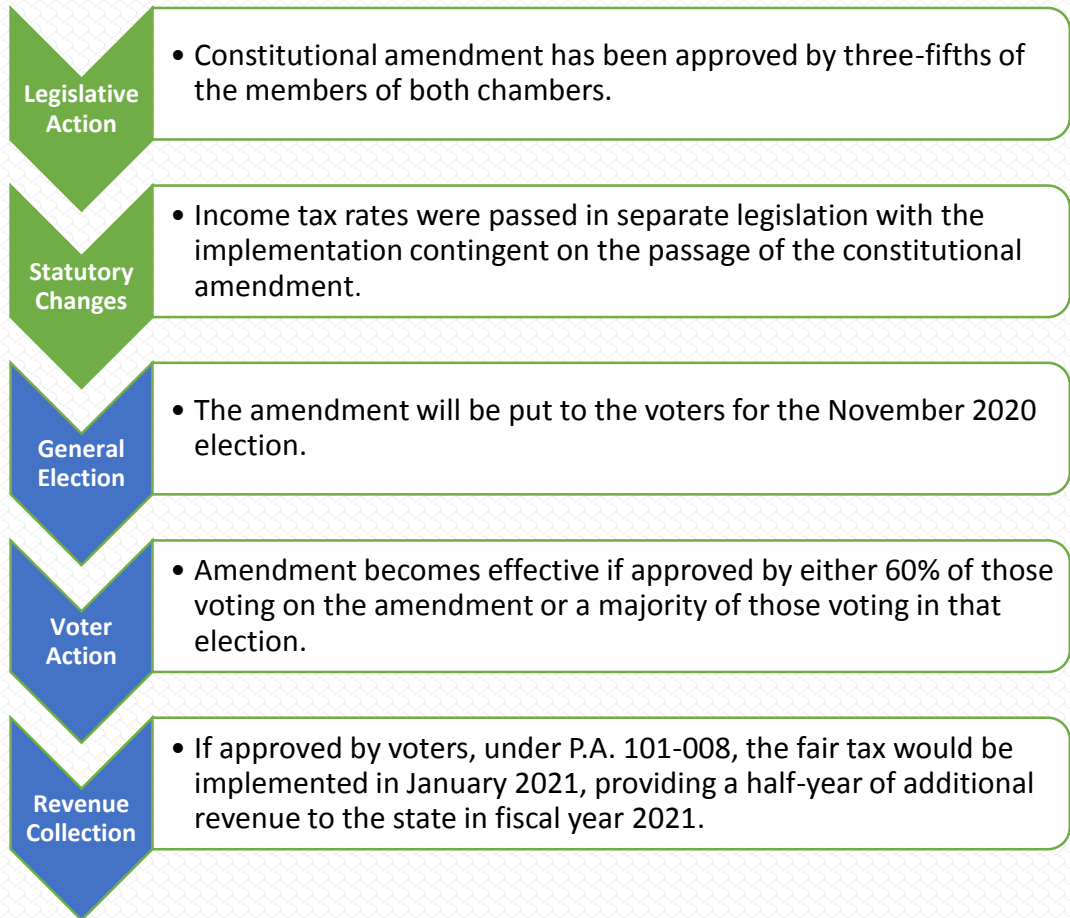 Legislative
Action
• Constitutional amendment has been approved by three-fifths of
the members of both chambers.
Statutory
Changes
• Income tax rates were passed in separate legislation with the
implementation contingent on the passage of the constitutional
amendment.
General
Election
• The amendment will be put to the voters for the November 2020
election.
Voter
Action
• Amendment becomes effective if approved by either 60% of those
voting on the amendment or a majority of those voting in that
election.
Revenue
Collection
• If approved by voters, under P.A. 101-008, the fair tax would be
implemented in January 2021, providing a half-year of additional
revenue to the state in fiscal year 2021.